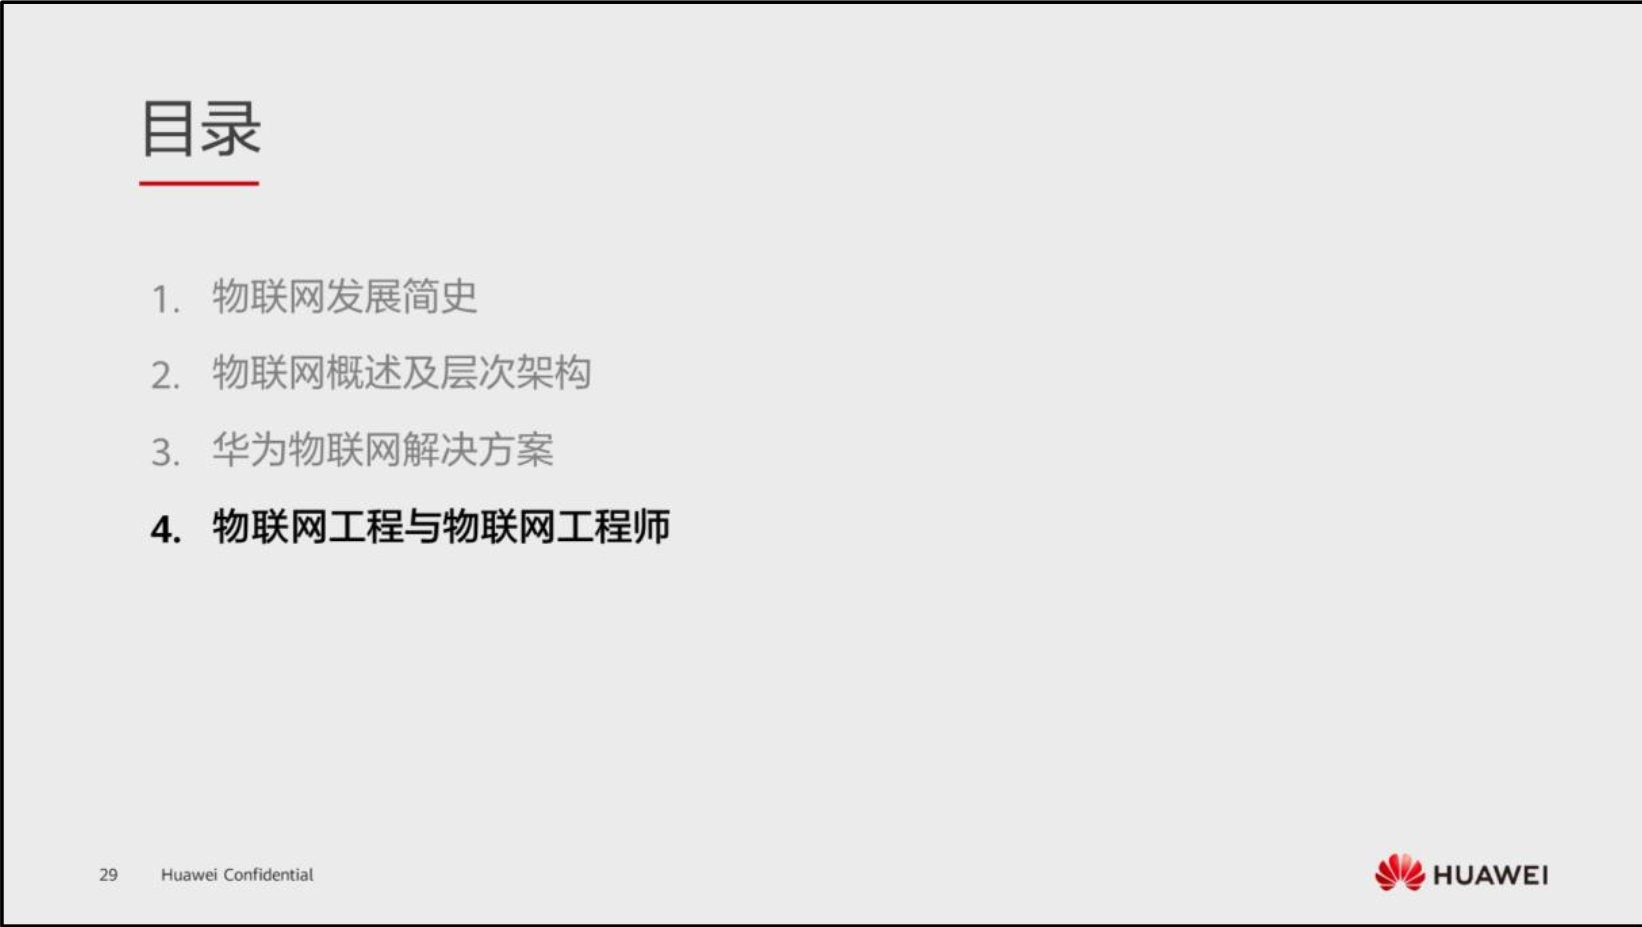 目录
1. 物联网发展简史
2. 物联网概述及层次架构
3. 华为物联网解决方案
4. 物联网工程与物联网工程师
29 Huawei Confidential
HUAWEI